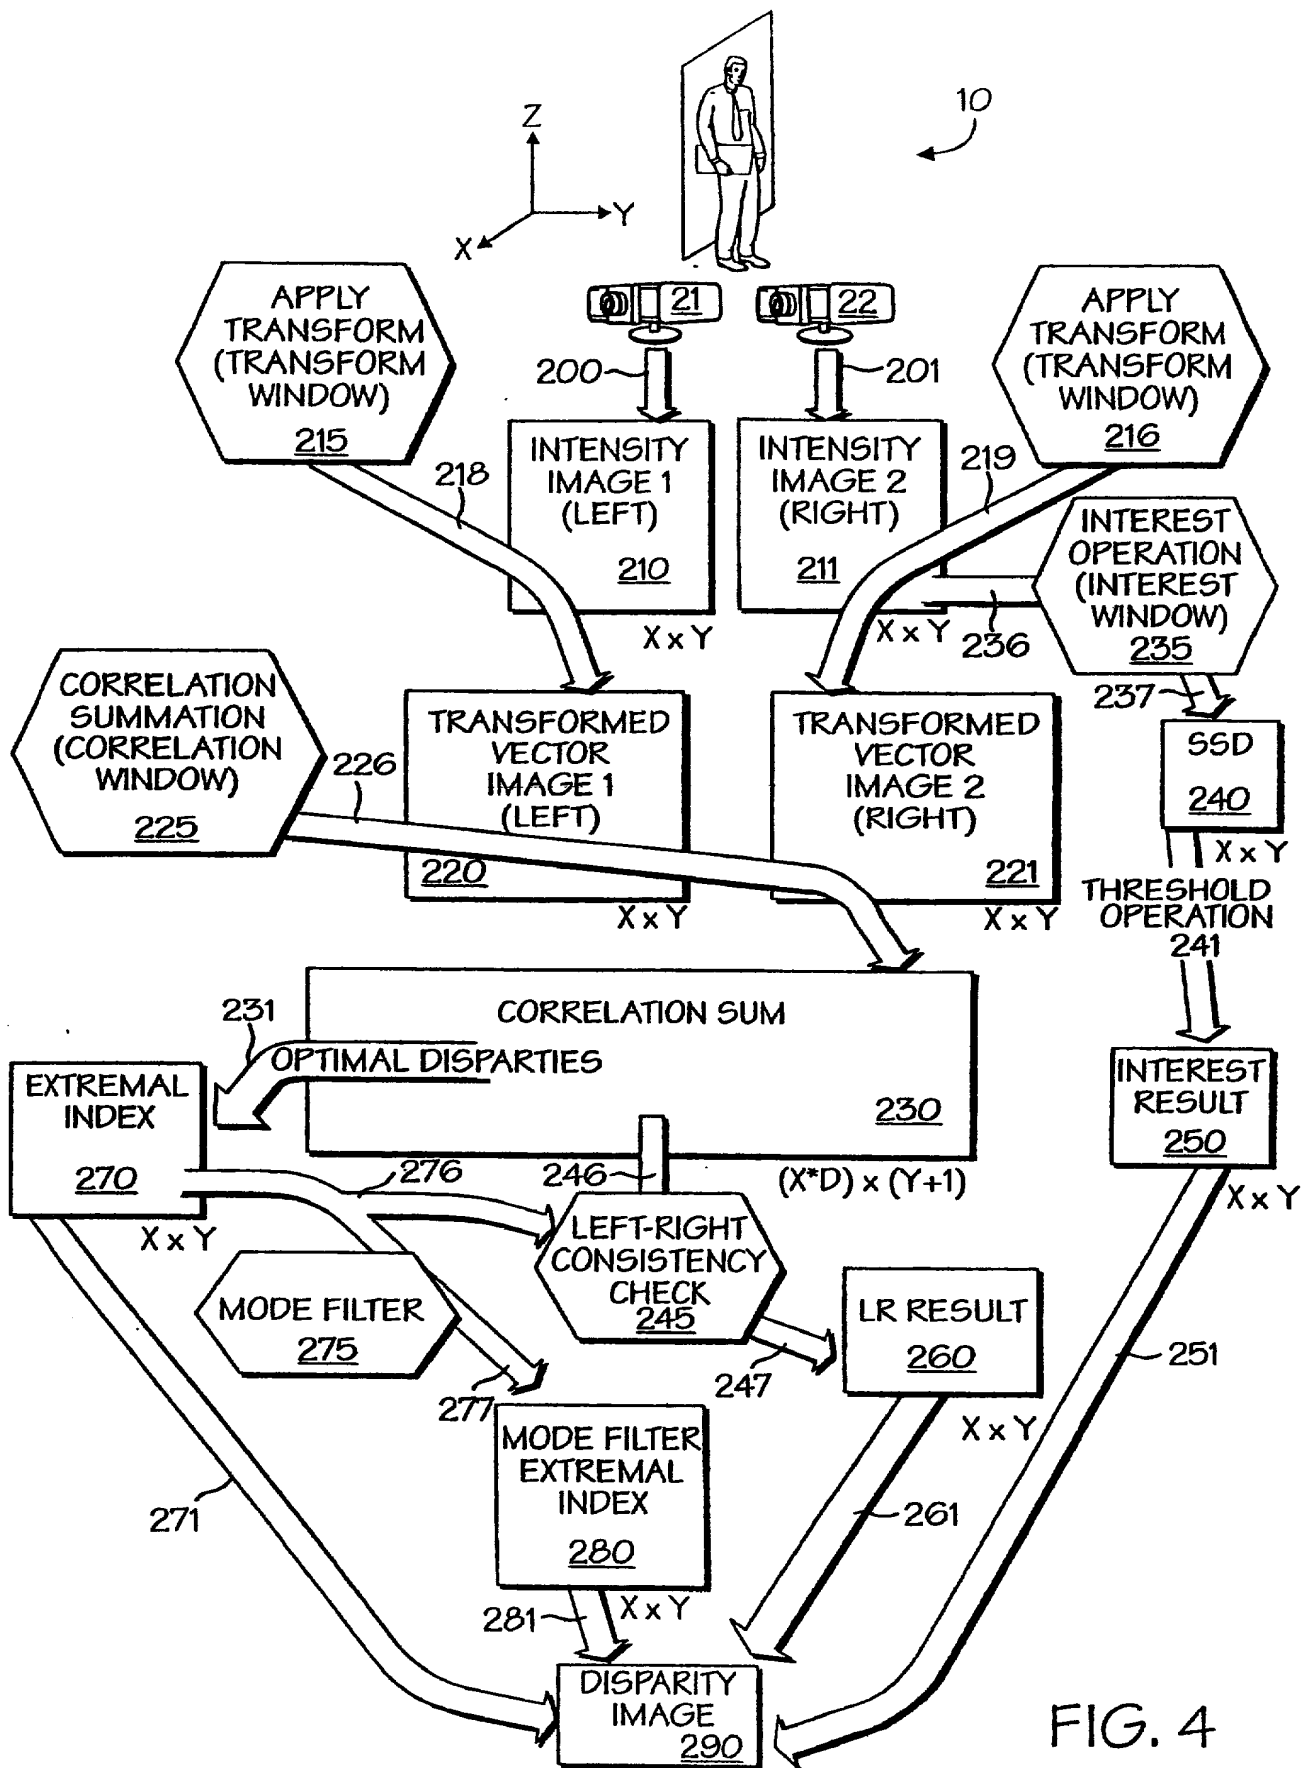 10
Z
Y
X
21
22
APPLY
TRANSFORM
(TRANSFORM
WINDOW)
215
APPLY
TRANSFORM
(TRANSFORM
WINDOW)
216
200
201
218
INTENSITY
IMAGE 1
(LEFT)
210
X x Y
INTENSITY
IMAGE 2
(RIGHT)
211
X x Y
219
236
INTEREST
OPERATION
(INTEREST
WINDOW)
235
237
CORRELATION
SUMMATION
(CORRELATION
WINDOW)
225
226
TRANSFORMED
VECTOR
IMAGE 1
(LEFT)
220
X x Y
TRANSFORMED
VECTOR
IMAGE 2
(RIGHT)
221
X x Y
SSD
240
X x Y
THRESHOLD
OPERATION
241
231
CORRELATION SUM
OPTIMAL DISPARTIES
230
(X*D) x (Y+1)
EXTREMAL
INDEX
270
X x Y
INTEREST
RESULT
250
X x Y
276
246
LEFT-RIGHT
CONSISTENCY
CHECK
245
MODE FILTER
275
277
247
LR RESULT
260
X x Y
251
271
MODE FILTER
EXTREMAL
INDEX
280
X x Y
261
281
DISPARITY
IMAGE
290
FIG. 4